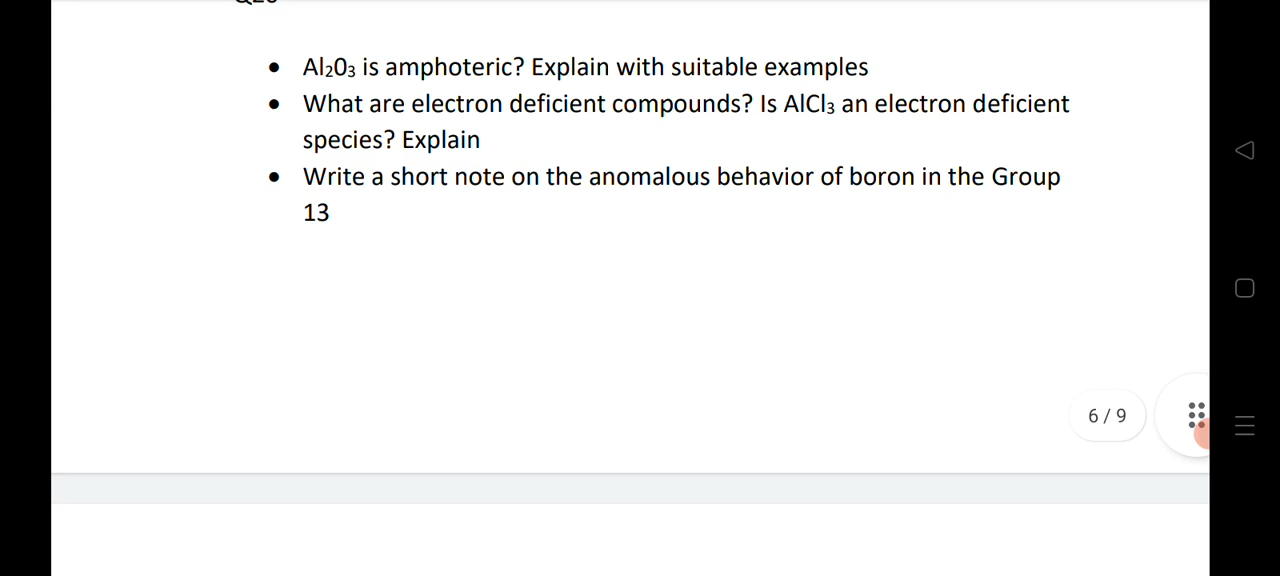 • Al₂0₃ is amphoteric? Explain with suitable examples
• What are electron deficient compounds? Is AlCl₃ an electron deficient
species? Explain
• Write a short note on the anomalous behavior of boron in the Group
13
6 / 9